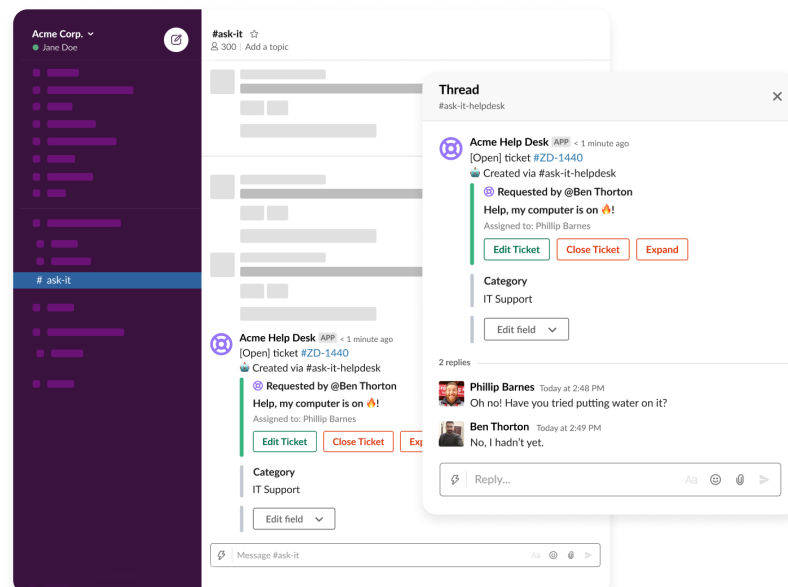 Acme Corp.
Jane Doe
# ask-it
#ask-it
300 | Add a topic
Acme Help Desk APP < 1 minute ago
[Open] ticket #ZD-1440
Created via #ask-it-helpdesk
Requested by @Ben Thorton
Help, my computer is on 🔥!
Assigned to: Phillip Barnes
Edit Ticket Close Ticket Exp
Category
IT Support
Edit field
Message #ask-it
Aa
Thread
#ask-it-helpdesk
Acme Help Desk APP < 1 minute ago
[Open] ticket #ZD-1440
Created via #ask-it-helpdesk
Requested by @Ben Thorton
Help, my computer is on 🔥!
Assigned to: Phillip Barnes
Edit Ticket Close Ticket Expand
Category
IT Support
Edit field
2 replies
Phillip Barnes Today at 2:48 PM
Oh no! Have you tried putting water on it?
Ben Thorton Today at 2:49 PM
No, I hadn't yet.
Reply...
Aa